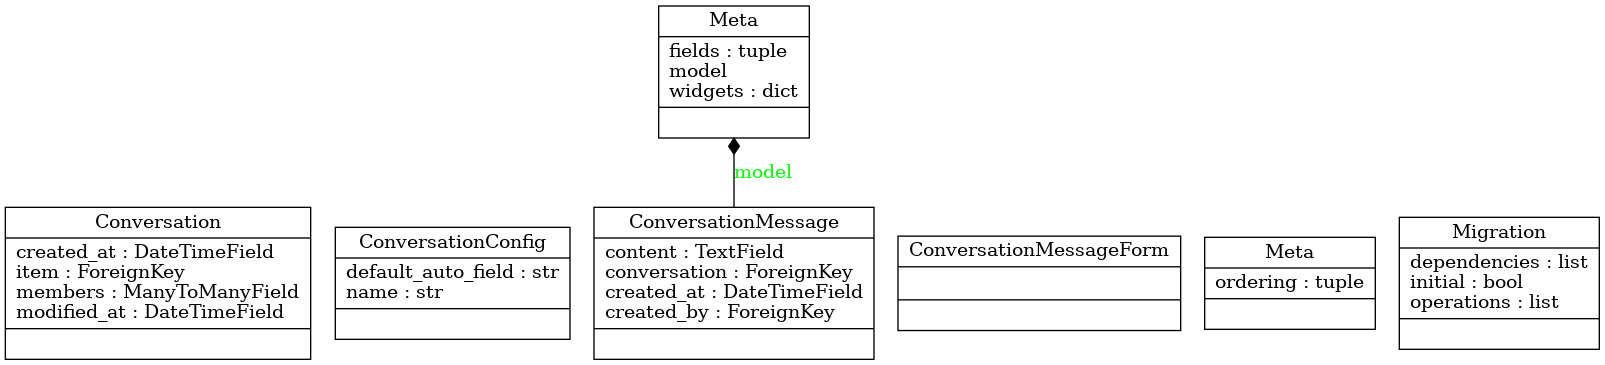 Meta
fields : tuple
model
widgets : dict
model
Conversation
created_at : DateTimeField
item : ForeignKey
members : ManyToManyField
modified_at : DateTimeField
ConversationConfig
default_auto_field : str
name : str
ConversationMessage
content : TextField
conversation : ForeignKey
created_at : DateTimeField
created_by : ForeignKey
ConversationMessageForm
Meta
ordering : tuple
Migration
dependencies : list
initial : bool
operations : list